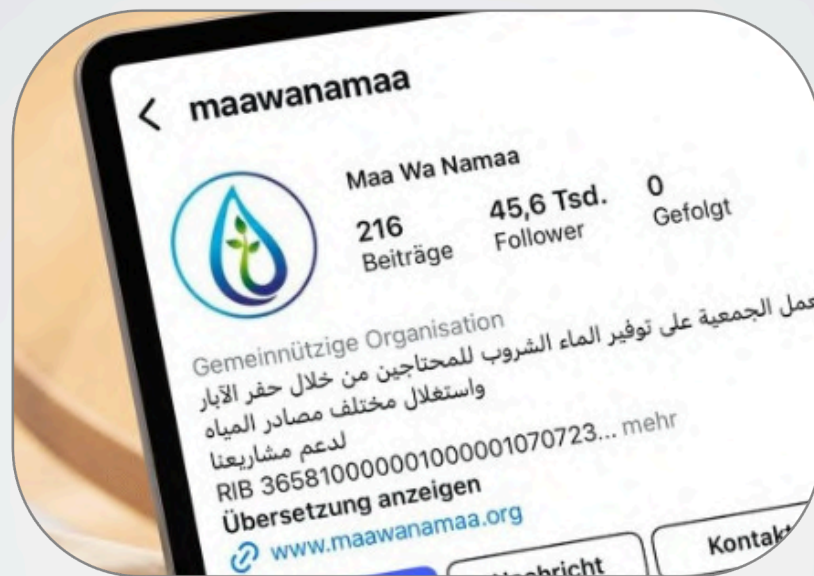 maawanamaa
Maa Wa Namaa
216
Beiträge
45,6 Tsd.
Follower
0
Gefolgt
Gemeinnützige Organisation
الجمعية على توفير الماء الشروب للمحتاجين من خلال حفر الآبار
واستغلال مختلف مصادر المياه
لدعم مشاريعنا
RIB 365810000001000001070723... mehr
Übersetzung anzeigen
www.maawanamaa.org
Kontakt